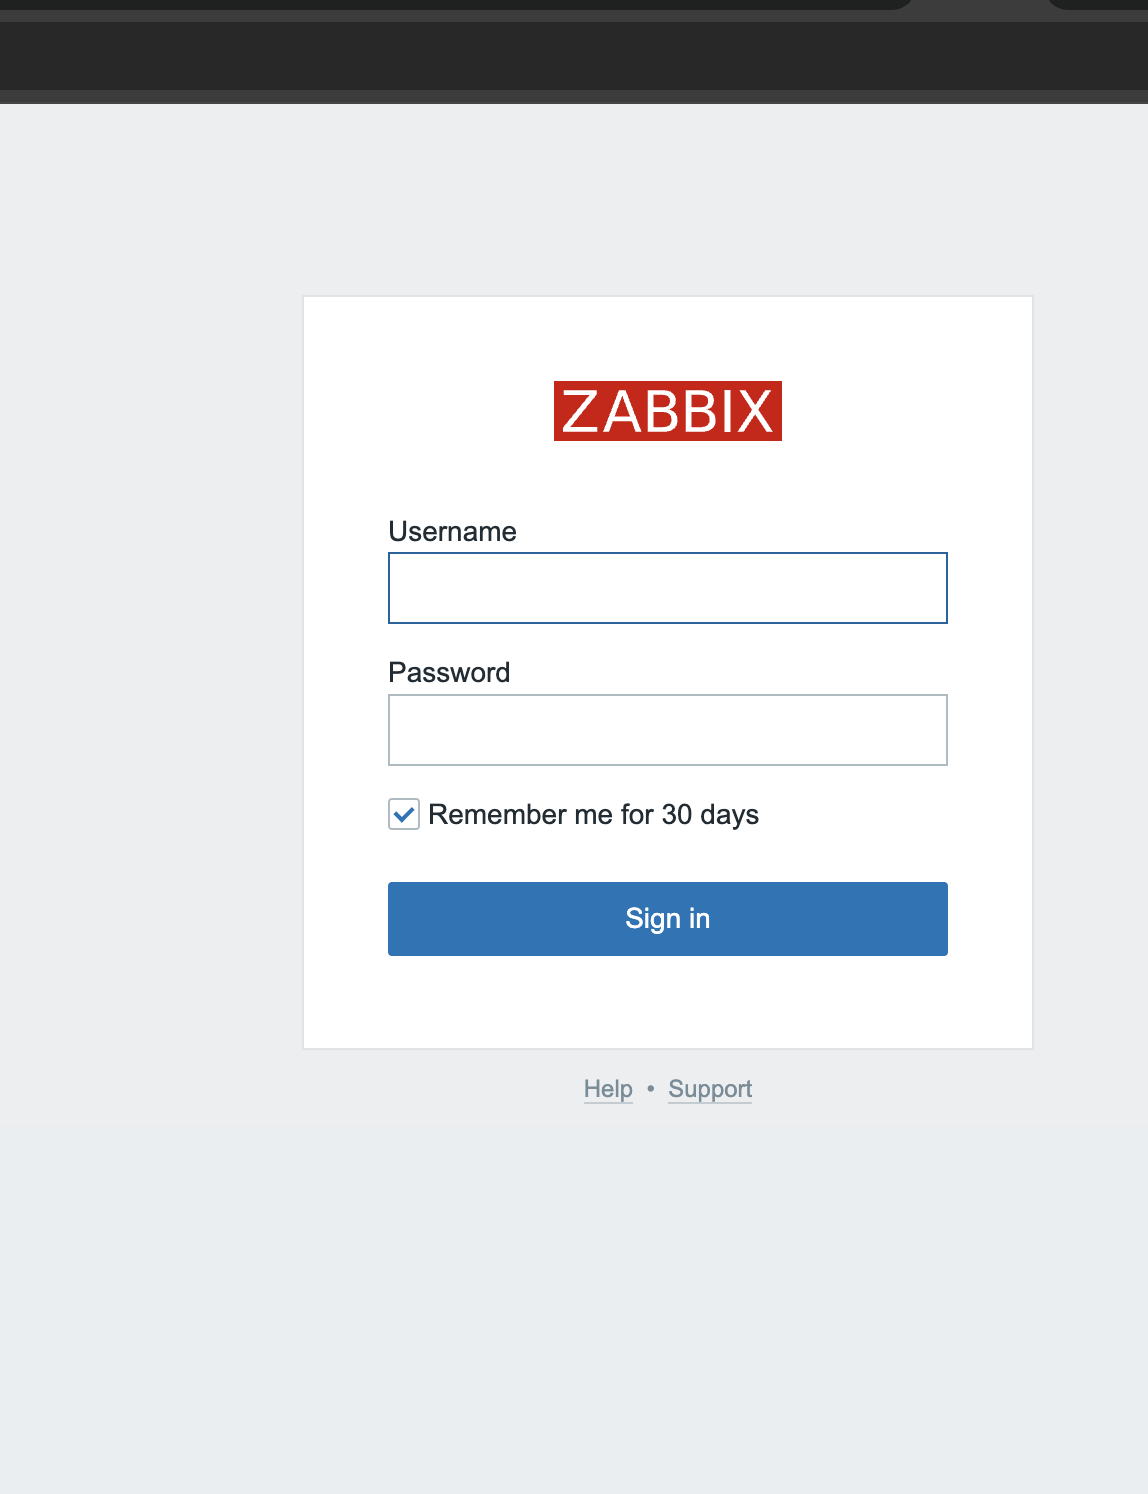 ZABBIX
Username
Password
Remember me for 30 days
Sign in
Help • Support